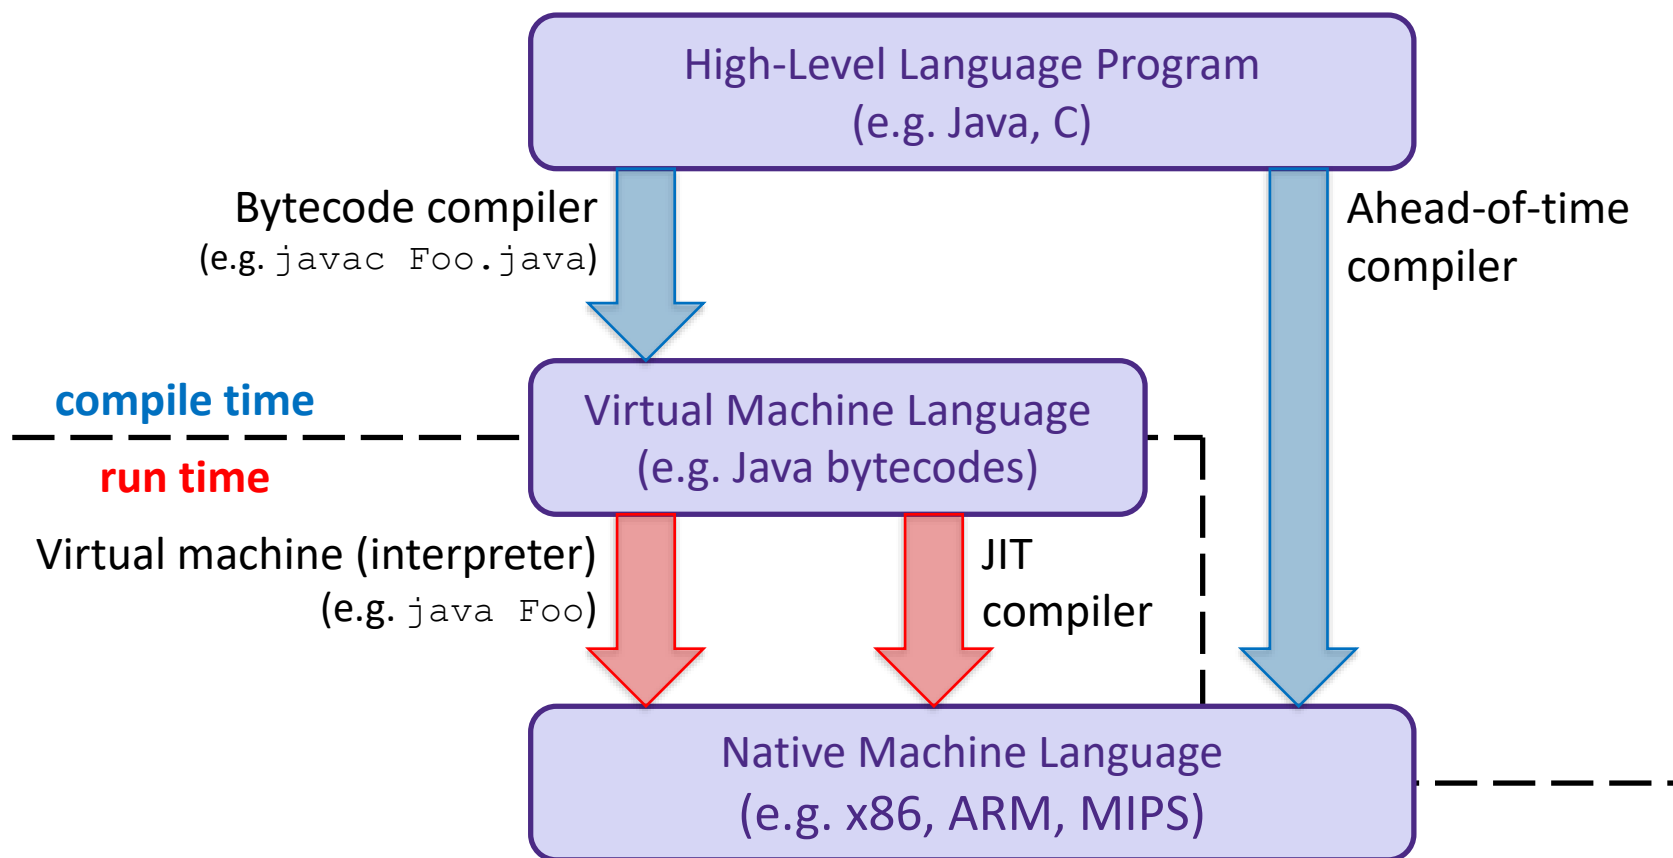 High-Level Language Program
(e.g. Java, C)
Bytecode compiler
(e.g. javac Foo.java)
Ahead-of-time
compiler
compile time
Virtual Machine Language
(e.g. Java bytecodes)
run time
Virtual machine (interpreter)
(e.g. java Foo)
JIT
compiler
Native Machine Language
(e.g. x86, ARM, MIPS)